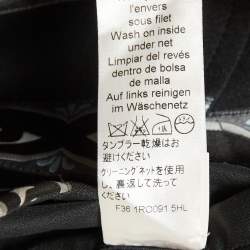 l'envers
sous filet
Wash on inside
under net
Limpiar del revés
dentro de bolsa
de malla
Auf links reinigen
im Wäschenetz
タンブラー乾燥はお
避けください
クリーニングネットを使用
し、裏返して洗って
ください
F36 1RO091 5HL